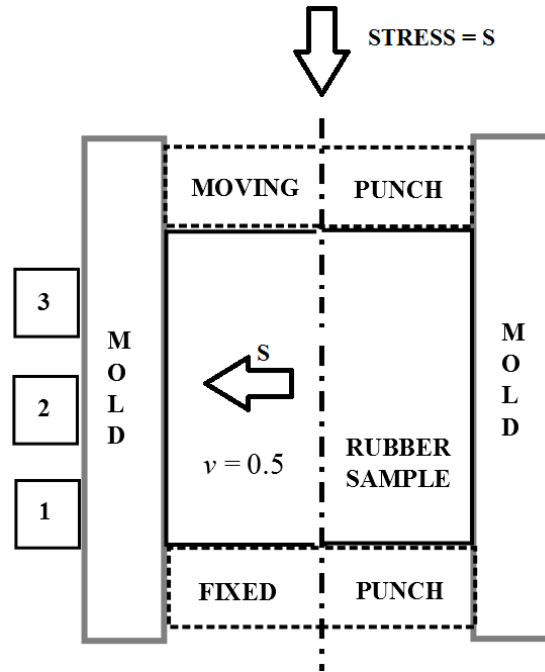 STRESS = S
MOVING PUNCH
3
2
1
M
O
L
D
S
ν = 0.5
RUBBER
SAMPLE
M
O
L
D
FIXED PUNCH